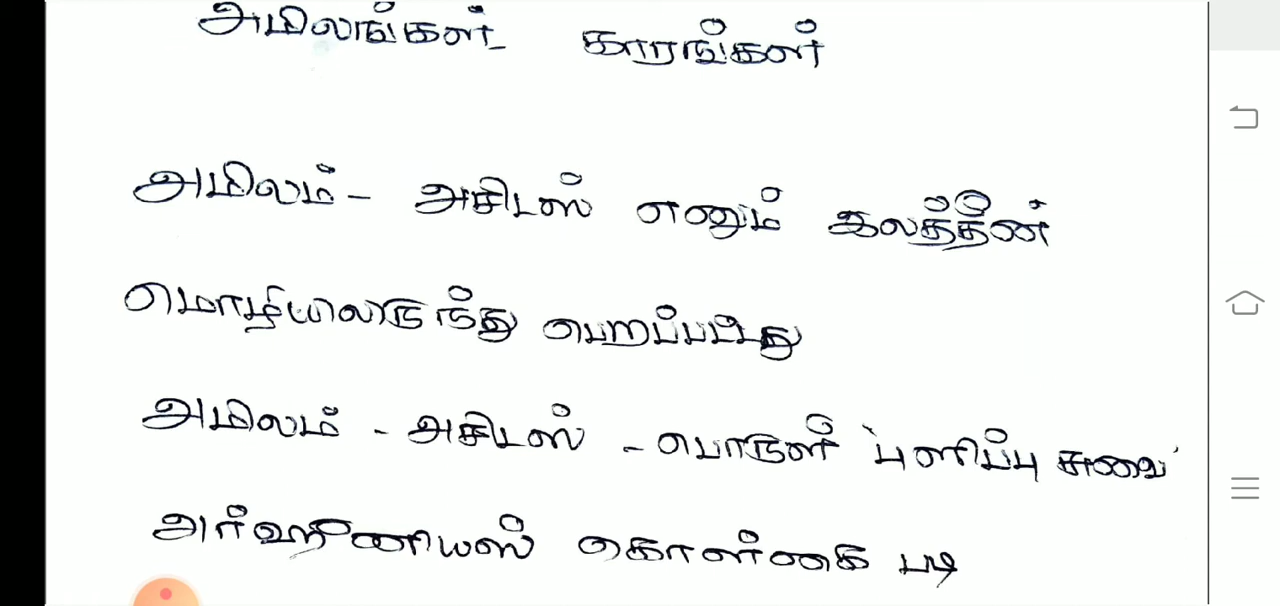 அமிலங்கள்- காரங்கள்
அமிலம் - அசிடஸ் எனும் இலத்தீன்
மொழியிலருந்து பெறப்பட்டது
அமிலம் - அசிடஸ் - பொருள் 'புளிப்பு சுவை'
அர்ஹீனியஸ் கொள்கை படி